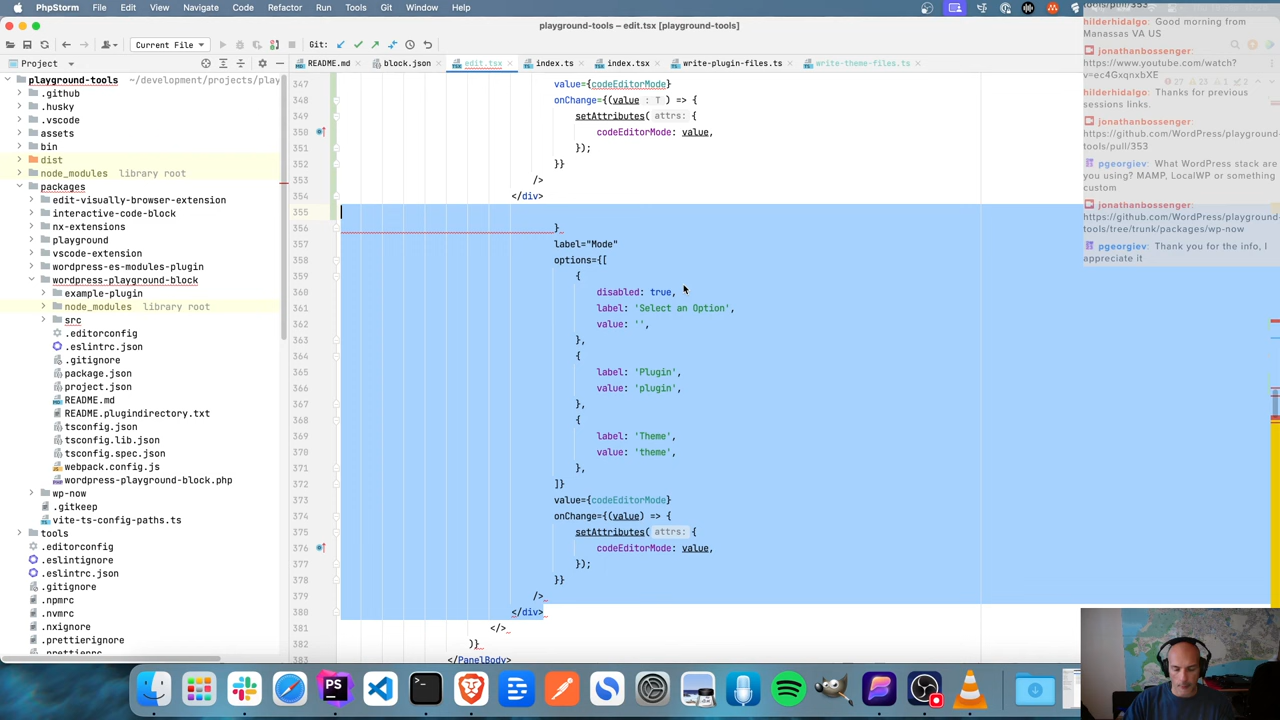 PhpStorm File Edit View Navigate Code Refactor Run Tools Git Window Help
playground-tools – edit.tsx [playground-tools]
Current File
Git:
Project
README.md
block.json
edit.tsx
index.ts
index.tsx
write-plugin-files.ts
write-theme-files.ts
playground-tools ~/development/projects/play
.github
.husky
.vscode
assets
bin
dist
node_modules library root
packages
edit-visually-browser-extension
interactive-code-block
nx-extensions
playground
vscode-extension
wordpress-es-modules-plugin
wordpress-playground-block
example-plugin
node_modules library root
src
.editorconfig
.eslintrc.json
.gitignore
package.json
project.json
README.md
README.plugindirectory.txt
tsconfig.json
tsconfig.lib.json
tsconfig.spec.json
webpack.config.js
wordpress-playground-block.php
wp-now
.gitkeep
vite-ts-config-paths.ts
tools
.editorconfig
.eslintignore
.eslintrc.json
.gitignore
.npmrc
.nvmrc
.nxignore
.prettierignore
.prettierrc
347 value={codeEditorMode}
348 onChange={(value : T ) => {
349 setAttributes( attrs: {
350 codeEditorMode: value,
351 });
352 }}
353 />
354 </div>
355
356 }
357 label="Mode"
358 options={[
359 {
360 disabled: true,
361 label: 'Select an Option',
362 value: '',
363 },
364 {
365 label: 'Plugin',
366 value: 'plugin',
367 },
368 {
369 label: 'Theme',
370 value: 'theme',
371 },
372 ]}
373 value={codeEditorMode}
374 onChange={(value) => {
375 setAttributes( attrs: {
376 codeEditorMode: value,
377 });
378 }}
379 />
380 </div>
381 </>
382 )}
383 </PanelBody>
tools/pull/353
hilderhidalgo: Good morning from
Manassas VA US
jonathanbossenger:
https://www.youtube.com/watch?
v=ec4GxqnxbXE
hilderhidalgo: Thanks for previous
sessions links.
jonathanbossenger:
https://github.com/WordPress/playground-
tools/pull/353
pgeorgiev: What WordPress stack are
you using? MAMP, LocalWP or something
custom
jonathanbossenger:
https://github.com/WordPress/playground-
tools/tree/trunk/packages/wp-now
pgeorgiev: Thank you for the info, I
appreciate it